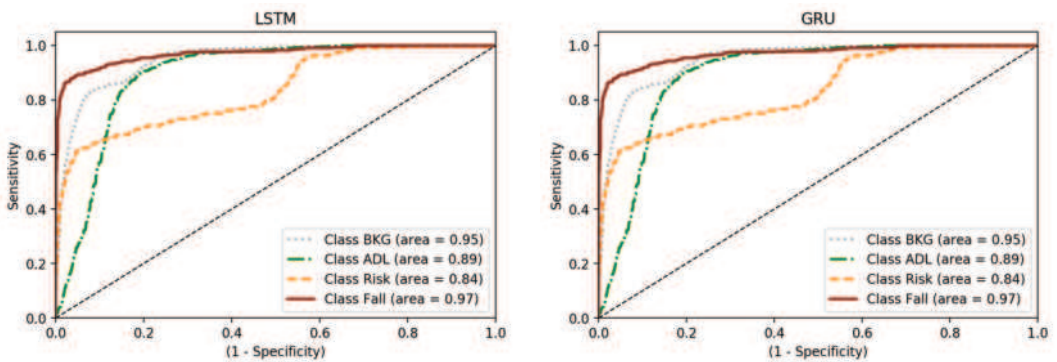 LSTM
1.0
0.8
0.6
0.4
0.2
0.0
Sensitivity
Class BKG (area = 0.95)
Class ADL (area = 0.89)
Class Risk (area = 0.84)
Class Fall (area = 0.97)
0.0 0.2 0.4 0.6 0.8 1.0
(1 - Specificity)
GRU
1.0
0.8
0.6
0.4
0.2
0.0
Sensitivity
Class BKG (area = 0.95)
Class ADL (area = 0.89)
Class Risk (area = 0.84)
Class Fall (area = 0.97)
0.0 0.2 0.4 0.6 0.8 1.0
(1 - Specificity)